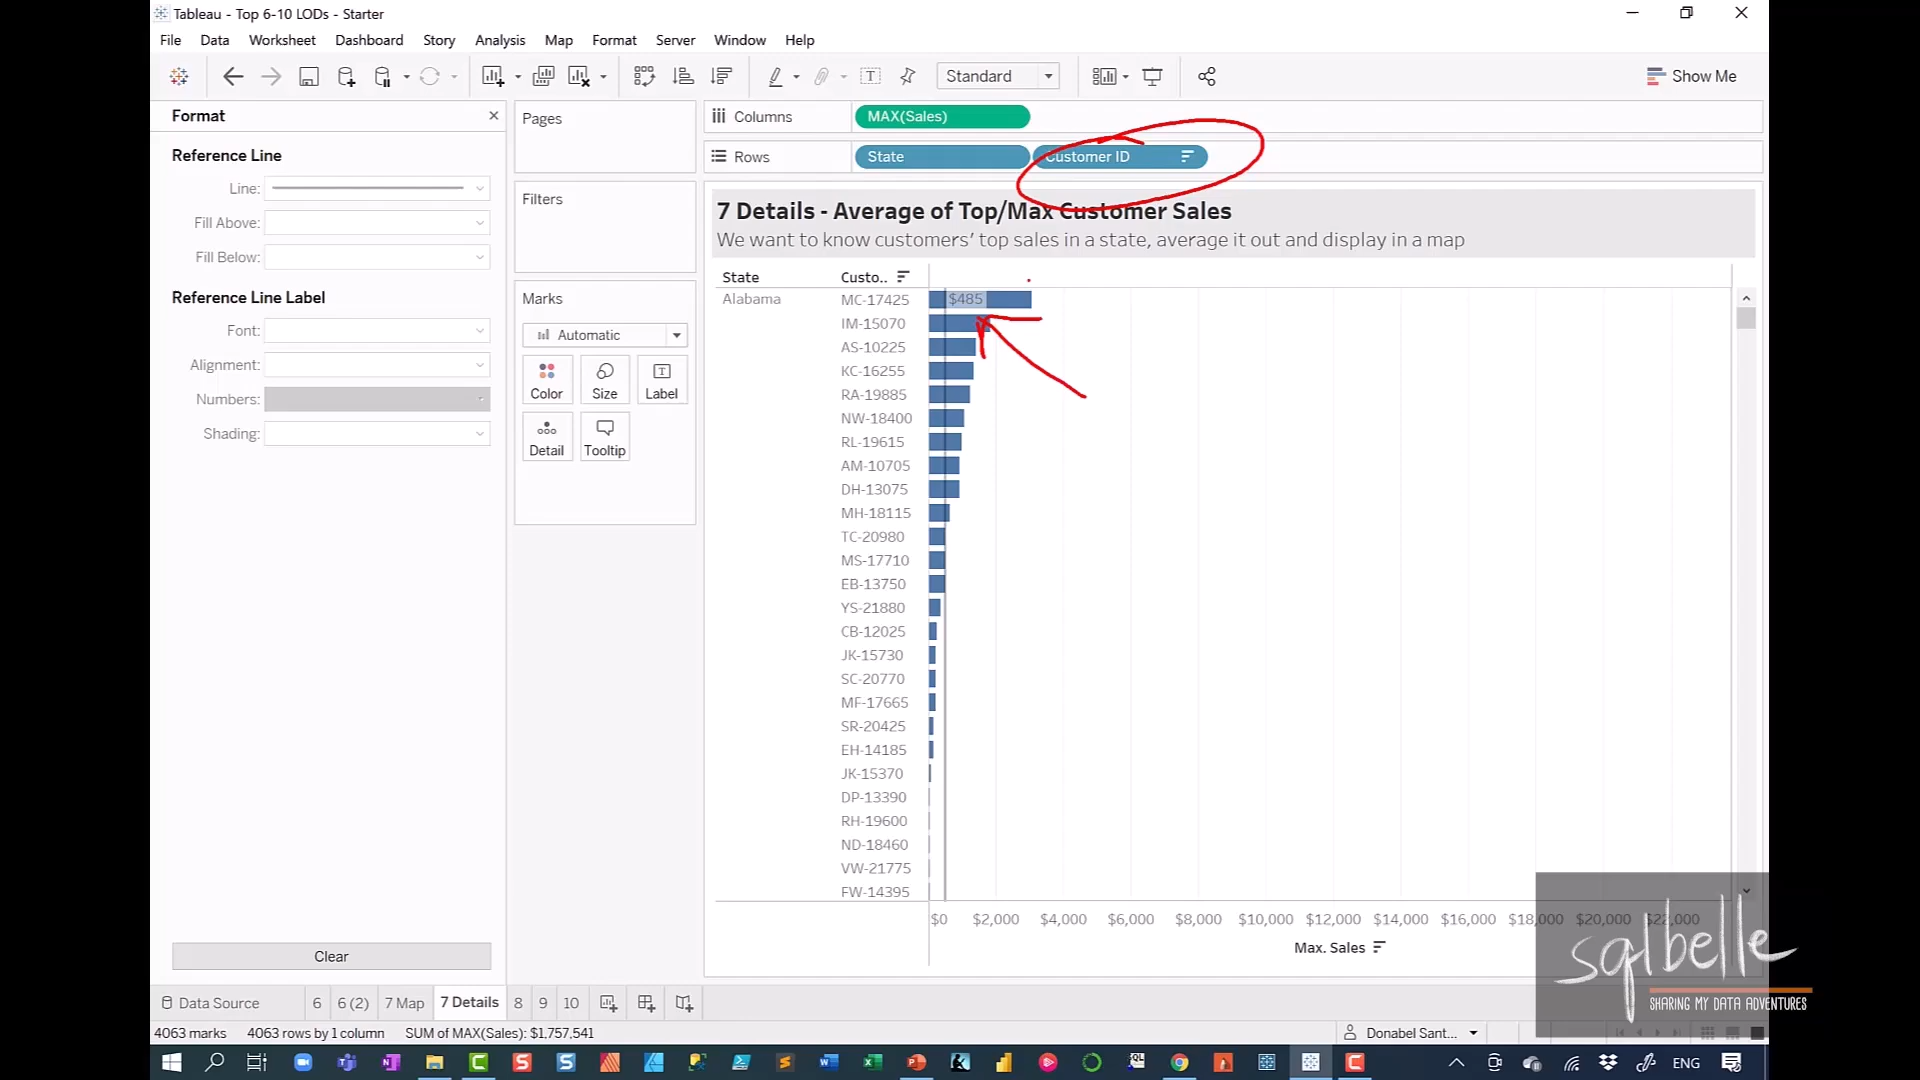 Tableau - Top 6-10 LODs - Starter
File Data Worksheet Dashboard Story Analysis Map Format Server Window Help
Standard
Show Me
Format
Reference Line
Line:
Fill Above:
Fill Below:
Reference Line Label
Font:
Alignment:
Numbers:
Shading:
Clear
Pages
Filters
Marks
Automatic
Color Size Label
Detail Tooltip
Columns MAX(Sales)
Rows State Customer ID
7 Details - Average of Top/Max Customer Sales
We want to know customers' top sales in a state, average it out and display in a map
State Custo..
Alabama MC-17425 $485
IM-15070
AS-10225
KC-16255
RA-19885
NW-18400
RL-19615
AM-10705
DH-13075
MH-18115
TC-20980
MS-17710
EB-13750
YS-21880
CB-12025
JK-15730
SC-20770
MF-17665
SR-20425
EH-14185
JK-15370
DP-13390
RH-19600
ND-18460
VW-21775
FW-14395
$0 $2,000 $4,000 $6,000 $8,000 $10,000 $12,000 $14,000 $16,000 $18,000 $20,000 $22,000
Max. Sales
sqlbelle
SHARING MY DATA ADVENTURES
Data Source 6 6 (2) 7 Map 7 Details 8 9 10
4063 marks 4063 rows by 1 column SUM of MAX(Sales): $1,757,541 Donabel Sant...
ENG